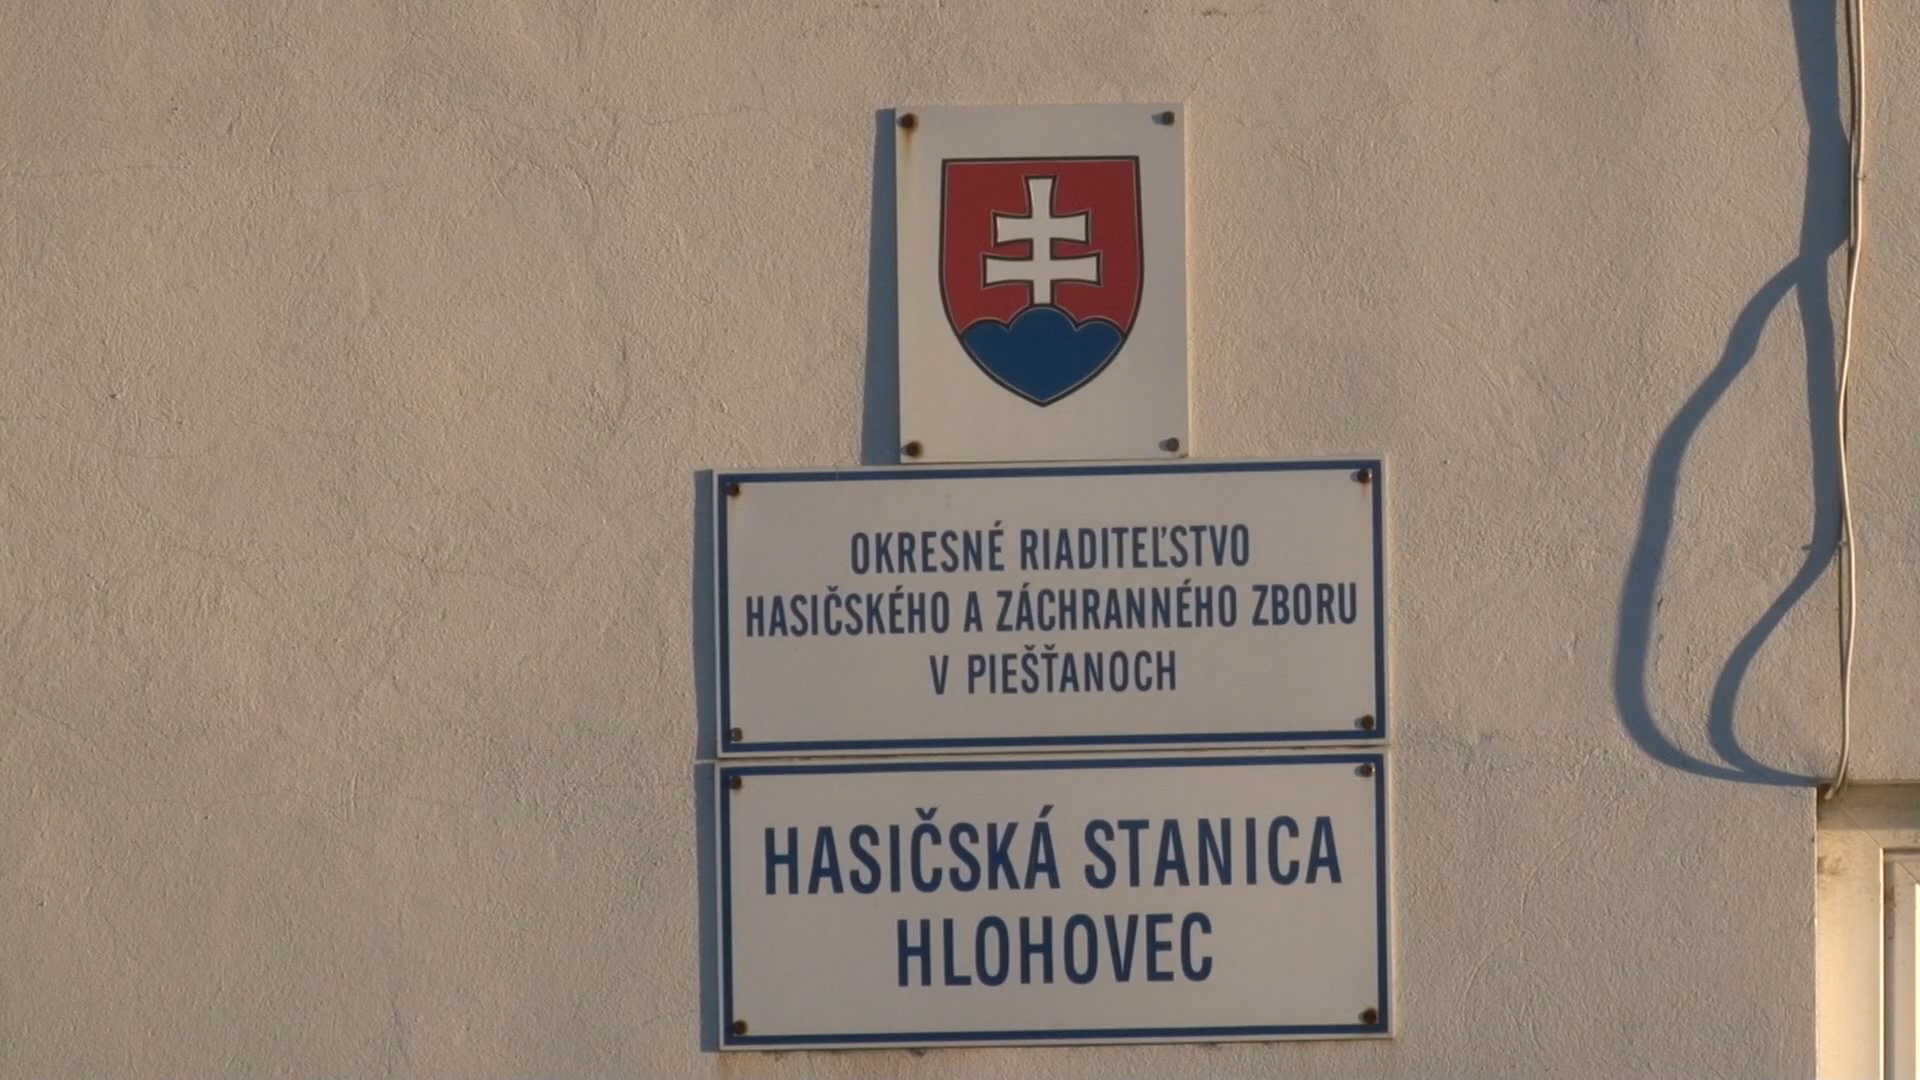 OKRESNÉ RIADITEĽSTVO
HASIČSKÉHO A ZÁCHRANNÉHO ZBORU
V PIEŠŤANOCH
HASIČSKÁ STANICA
HLOHOVEC